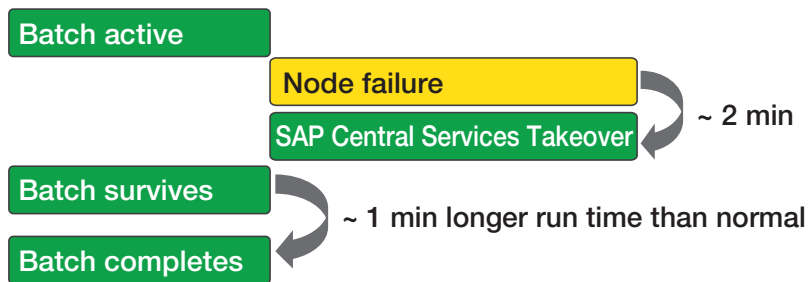 Batch active
Node failure
~ 2 min
SAP Central Services Takeover
Batch survives
~ 1 min longer run time than normal
Batch completes